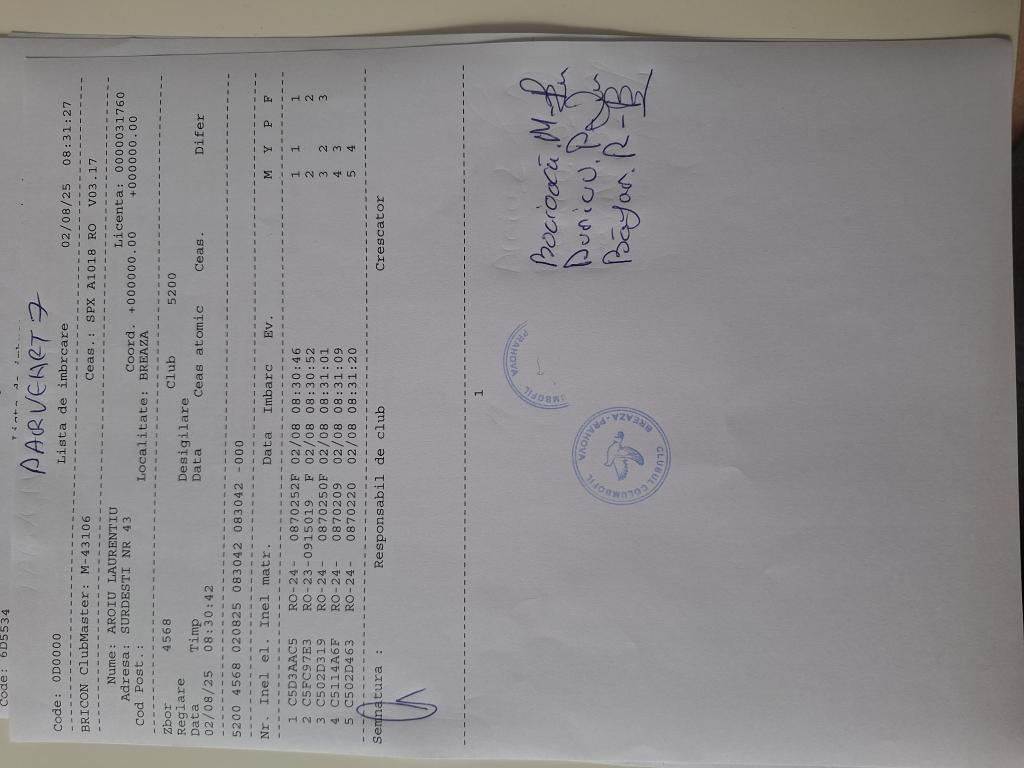 Code: 6D5534
PARVENIT 7
Code: 0D0000 Lista de imbrcare 02/08/25 08:31:27
BRICON ClubMaster: M-43106 Ceas.: SPX A1018 RO V03.17
Nume: AROIU LAURENTIU
Adresa: SURDESTI NR 43 Coord. +000000.00 Licenta: 0000031760
Cod Post.: Localitate: BREAZA +000000.00
Zbor 4568 Club 5200
Reglare Desigilare
Data Timp Data Ceas atomic Ceas. Difer
02/08/25 08:30:42
5200 4568 020825 083042 083042 -000
Nr. Inel el. Inel matr. Data Imbarc Ev. M Y P F
1 C5D3AAC5 RO-24- 0870252F 02/08 08:30:46 1 1 1
2 C5FC97E3 RO-23-0915019 F 02/08 08:30:52 2 2
3 C502D319 RO-24- 0870250F 02/08 08:31:01 3 2 3
4 C5114A6F RO-24- 0870209 02/08 08:31:09 4 3
5 C502D463 RO-24- 0870220 02/08 08:31:20 5 4
Semnatura : Responsabil de club Crescator
1
PRAHOVA
UMBOFIL
CLUBUL COLUMBOFIL
BREAZA-PRAHOVA